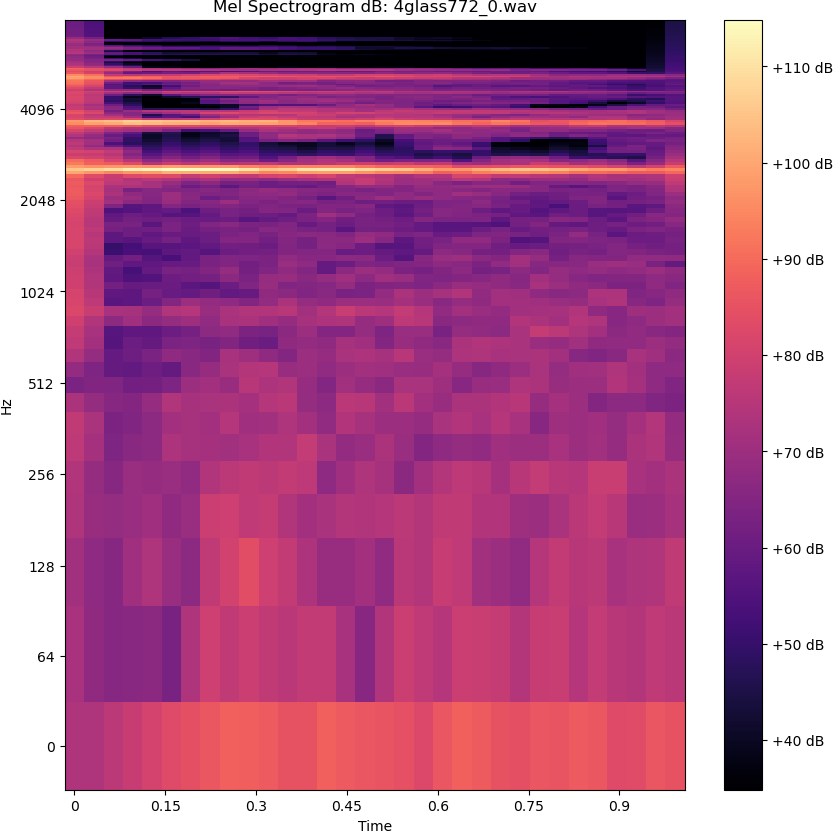 Mel Spectrogram dB: 4glass772_0.wav
Hz
4096
2048
1024
512
256
128
64
0
0 0.15 0.3 0.45 0.6 0.75 0.9
Time
+110 dB
+100 dB
+90 dB
+80 dB
+70 dB
+60 dB
+50 dB
+40 dB